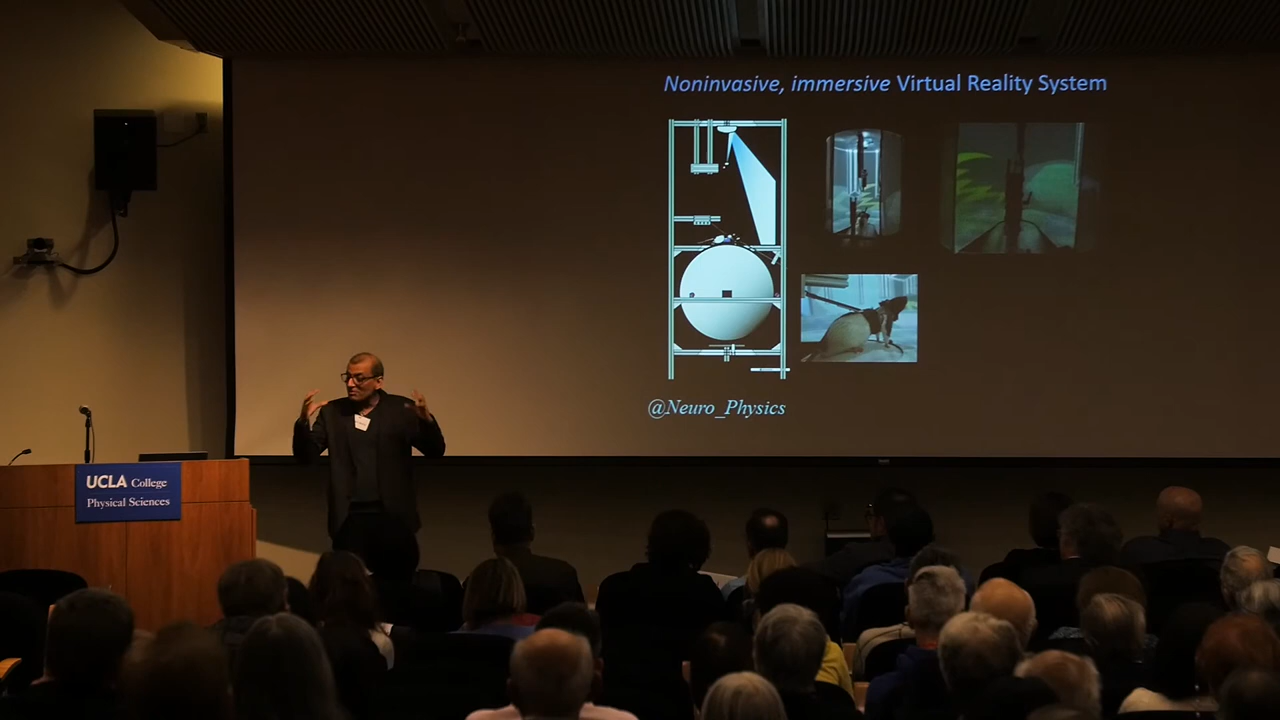 Noninvasive, immersive Virtual Reality System
@Neuro_Physics
UCLA College
Physical Sciences